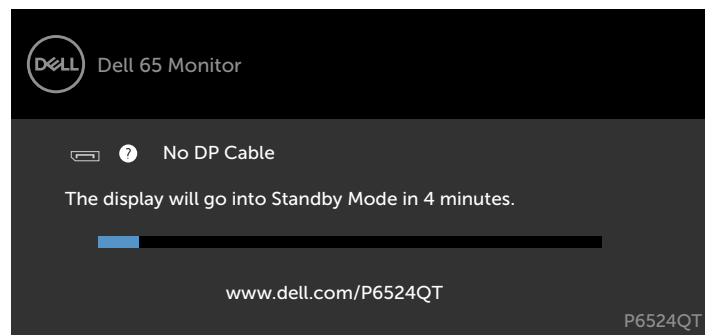 DELL Dell 65 Monitor
? No DP Cable
The display will go into Standby Mode in 4 minutes.
www.dell.com/P6524QT
P6524QT